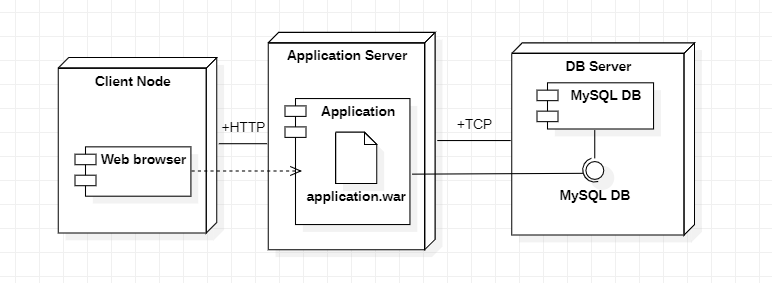 Client Node
Web browser
+HTTP
Application Server
Application
application.war
+TCP
DB Server
MySQL DB
MySQL DB